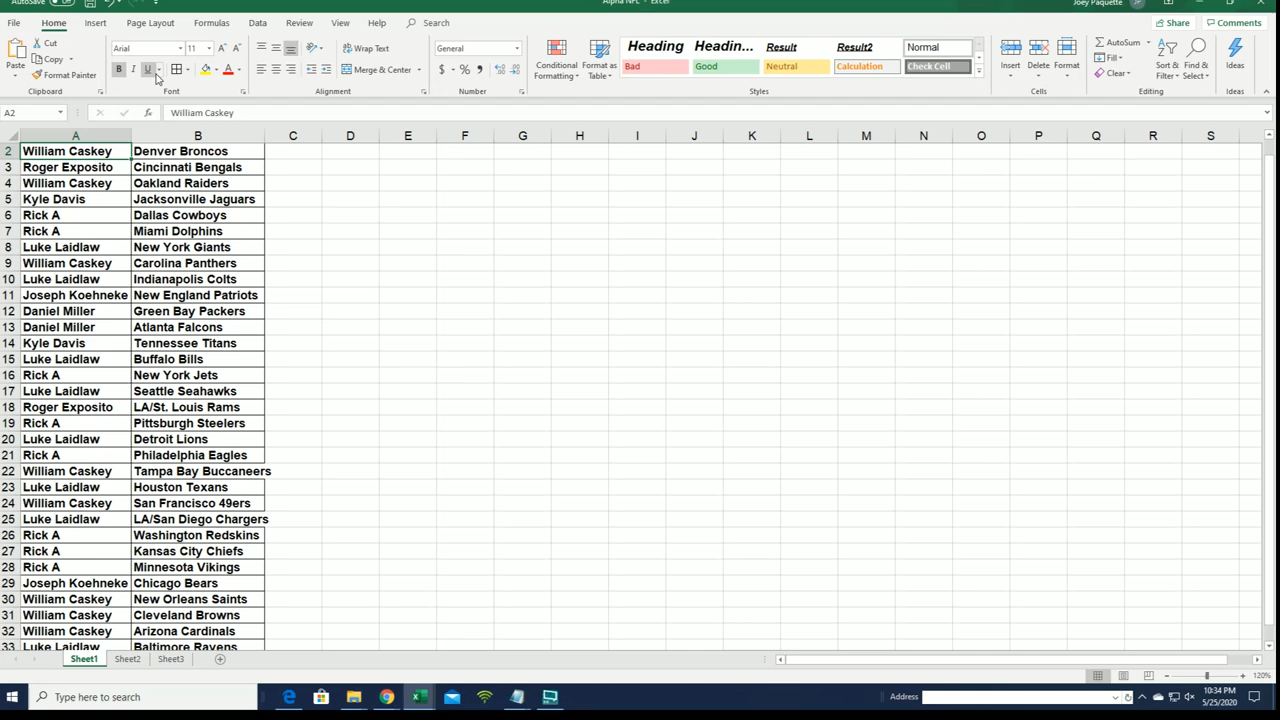 AutoSave Off Alpha NFL - Excel Joey Paquette JP
File Home Insert Page Layout Formulas Data Review View Help Search Share Comments
Paste Cut Copy Format Painter
Clipboard
Arial 11 A A
B I U A
Font
Wrap Text
Merge & Center
Alignment
General
$ % ,
Number
Conditional Formatting
Format as Table
Heading Headin... Result Result2 Normal
Bad Good Neutral Calculation Check Cell
Styles
Insert Delete Format
Cells
AutoSum
Fill
Clear
Sort & Filter
Find & Select
Editing
Ideas
Ideas
A2 fx William Caskey
A B C D E F G H I J K L M N O P Q R S
2 William Caskey Denver Broncos
3 Roger Exposito Cincinnati Bengals
4 William Caskey Oakland Raiders
5 Kyle Davis Jacksonville Jaguars
6 Rick A Dallas Cowboys
7 Rick A Miami Dolphins
8 Luke Laidlaw New York Giants
9 William Caskey Carolina Panthers
10 Luke Laidlaw Indianapolis Colts
11 Joseph Koehneke New England Patriots
12 Daniel Miller Green Bay Packers
13 Daniel Miller Atlanta Falcons
14 Kyle Davis Tennessee Titans
15 Luke Laidlaw Buffalo Bills
16 Rick A New York Jets
17 Luke Laidlaw Seattle Seahawks
18 Roger Exposito LA/St. Louis Rams
19 Rick A Pittsburgh Steelers
20 Luke Laidlaw Detroit Lions
21 Rick A Philadelphia Eagles
22 William Caskey Tampa Bay Buccaneers
23 Luke Laidlaw Houston Texans
24 William Caskey San Francisco 49ers
25 Luke Laidlaw LA/San Diego Chargers
26 Rick A Washington Redskins
27 Rick A Kansas City Chiefs
28 Rick A Minnesota Vikings
29 Joseph Koehneke Chicago Bears
30 William Caskey New Orleans Saints
31 William Caskey Cleveland Browns
32 William Caskey Arizona Cardinals
33 Luke Laidlaw Baltimore Ravens
Sheet1 Sheet2 Sheet3
120%
Type here to search Address 10:34 PM
5/25/2020